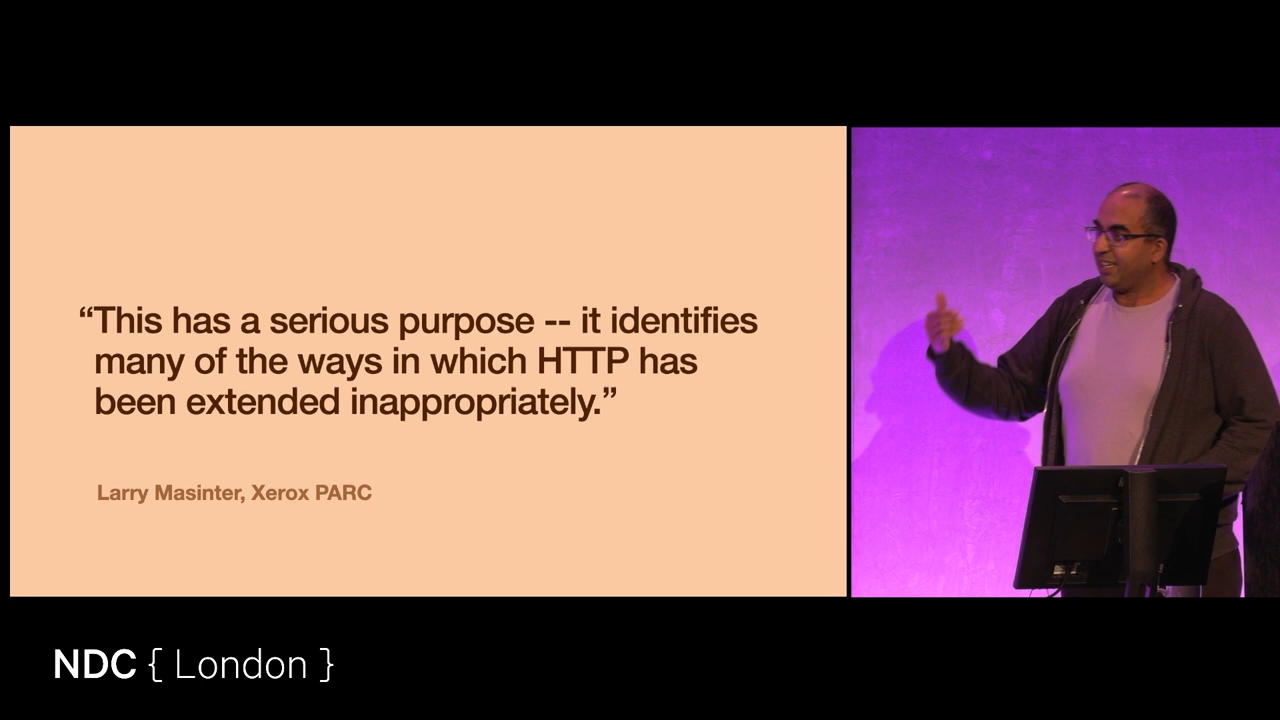 “This has a serious purpose -- it identifies
many of the ways in which HTTP has
been extended inappropriately.”
Larry Masinter, Xerox PARC
NDC { London }